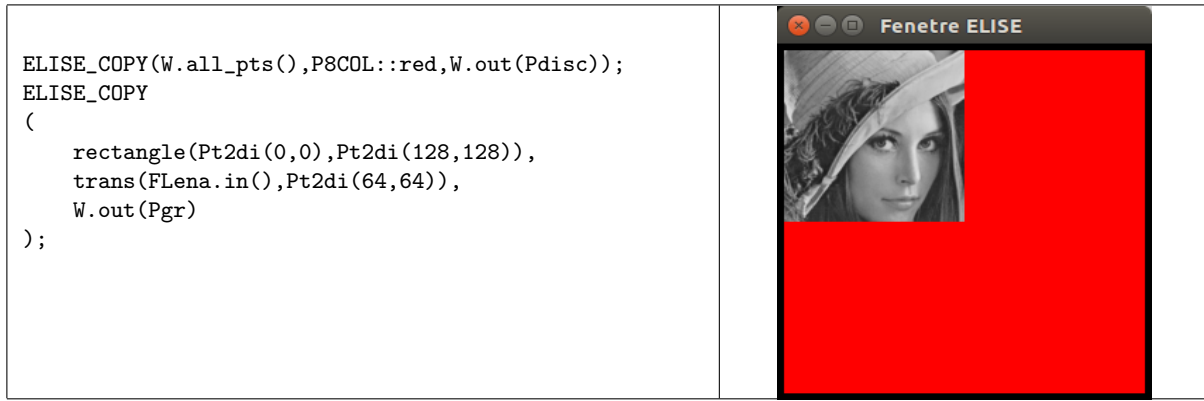 ELISE_COPY(W.all_pts(),P8COL::red,W.out(Pdisc));
ELISE_COPY
(
    rectangle(Pt2di(0,0),Pt2di(128,128)),
    trans(FLena.in(),Pt2di(64,64)),
    W.out(Pgr)
);
Fenetre ELISE